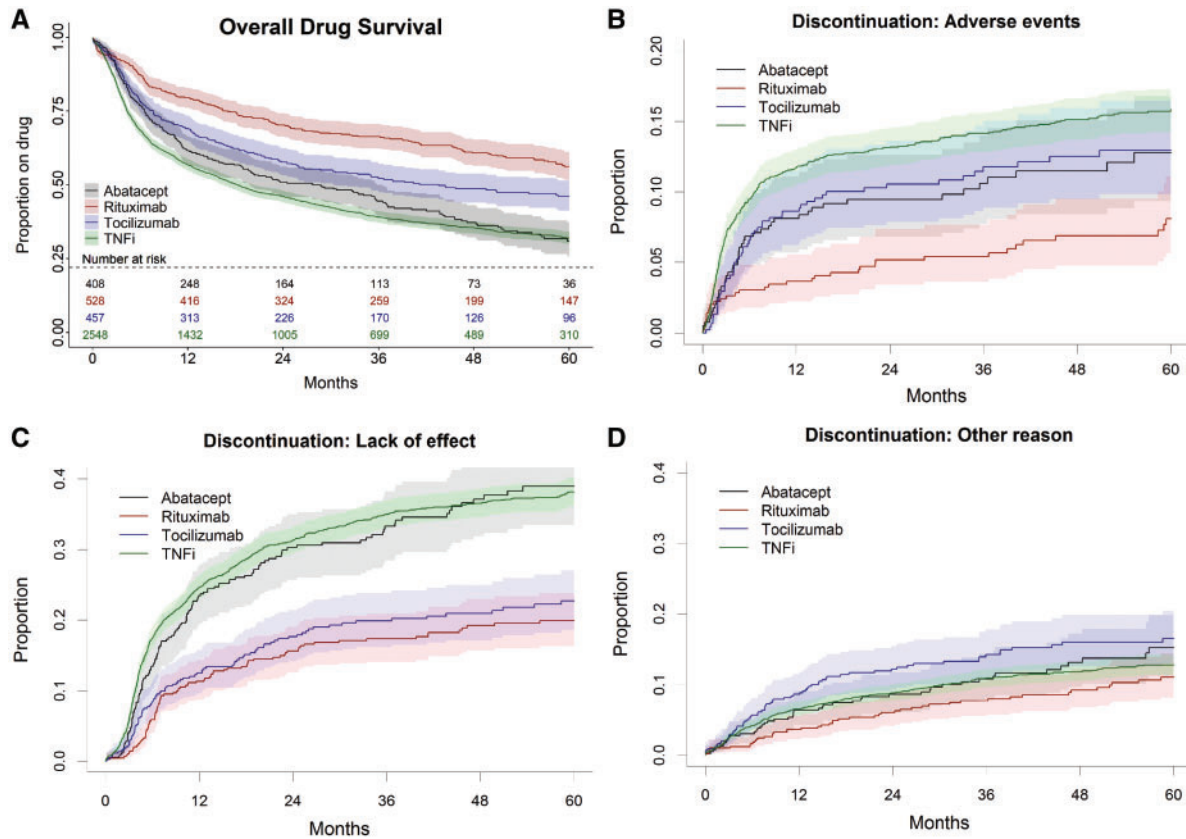 A
Overall Drug Survival
Proportion on drug
1.00
0.75
0.50
0.25
0.00
Abatacept
Rituximab
Tocilizumab
TNFi
Number at risk
408 248 164 113 73 36
528 416 324 259 199 147
457 313 226 170 126 96
2548 1432 1005 699 489 310
0 12 24 36 48 60
Months
B
Discontinuation: Adverse events
Proportion
0.20
0.15
0.10
0.05
0.00
Abatacept
Rituximab
Tocilizumab
TNFi
0 12 24 36 48 60
Months
C
Discontinuation: Lack of effect
Proportion
0.4
0.3
0.2
0.1
0.0
Abatacept
Rituximab
Tocilizumab
TNFi
0 12 24 36 48 60
Months
D
Discontinuation: Other reason
Proportion
0.4
0.3
0.2
0.1
0.0
Abatacept
Rituximab
Tocilizumab
TNFi
0 12 24 36 48 60
Months